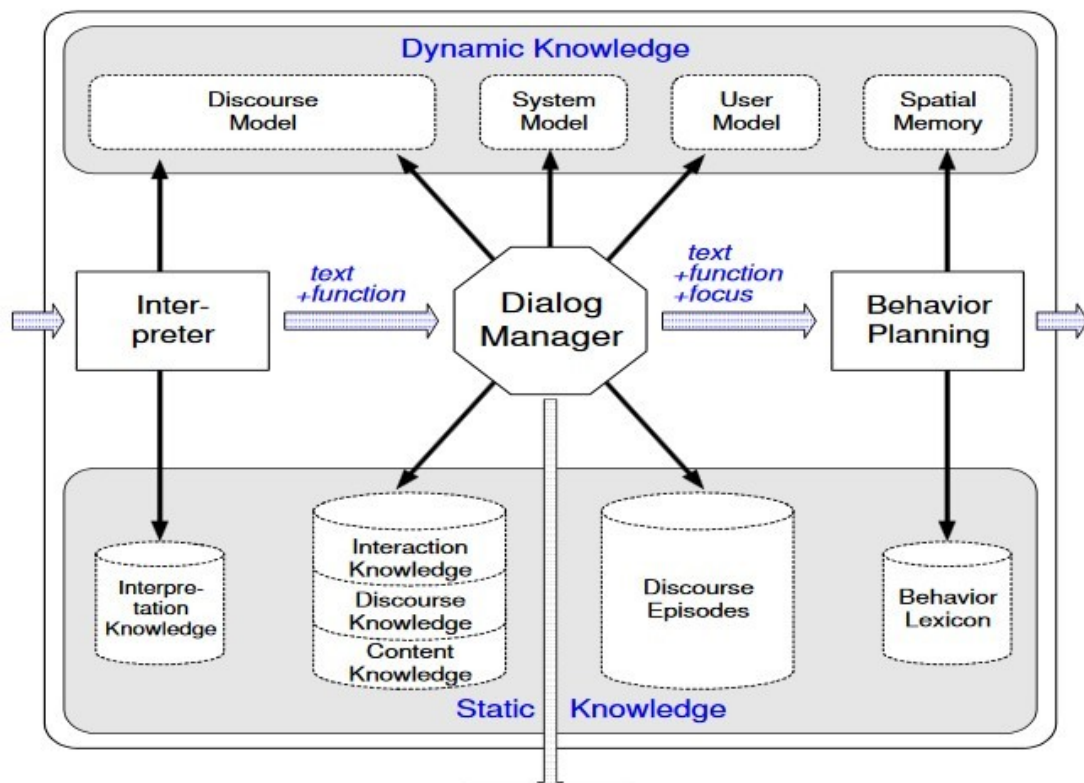 Dynamic Knowledge
Discourse
Model
System
Model
User
Model
Spatial
Memory
Inter-
preter
text
+function
Dialog
Manager
text
+function
+focus
Behavior
Planning
Interpre-
tation
Knowledge
Interaction
Knowledge
Discourse
Knowledge
Content
Knowledge
Discourse
Episodes
Behavior
Lexicon
Static Knowledge